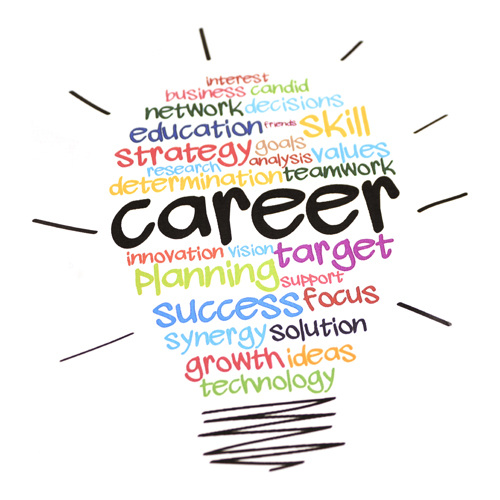 interest
business candid
network decisions
education friends skill
strategy goals
research analysis values
determination teamwork
career
innovation vision target
planning support
success focus
synergy solution
growth ideas
technology